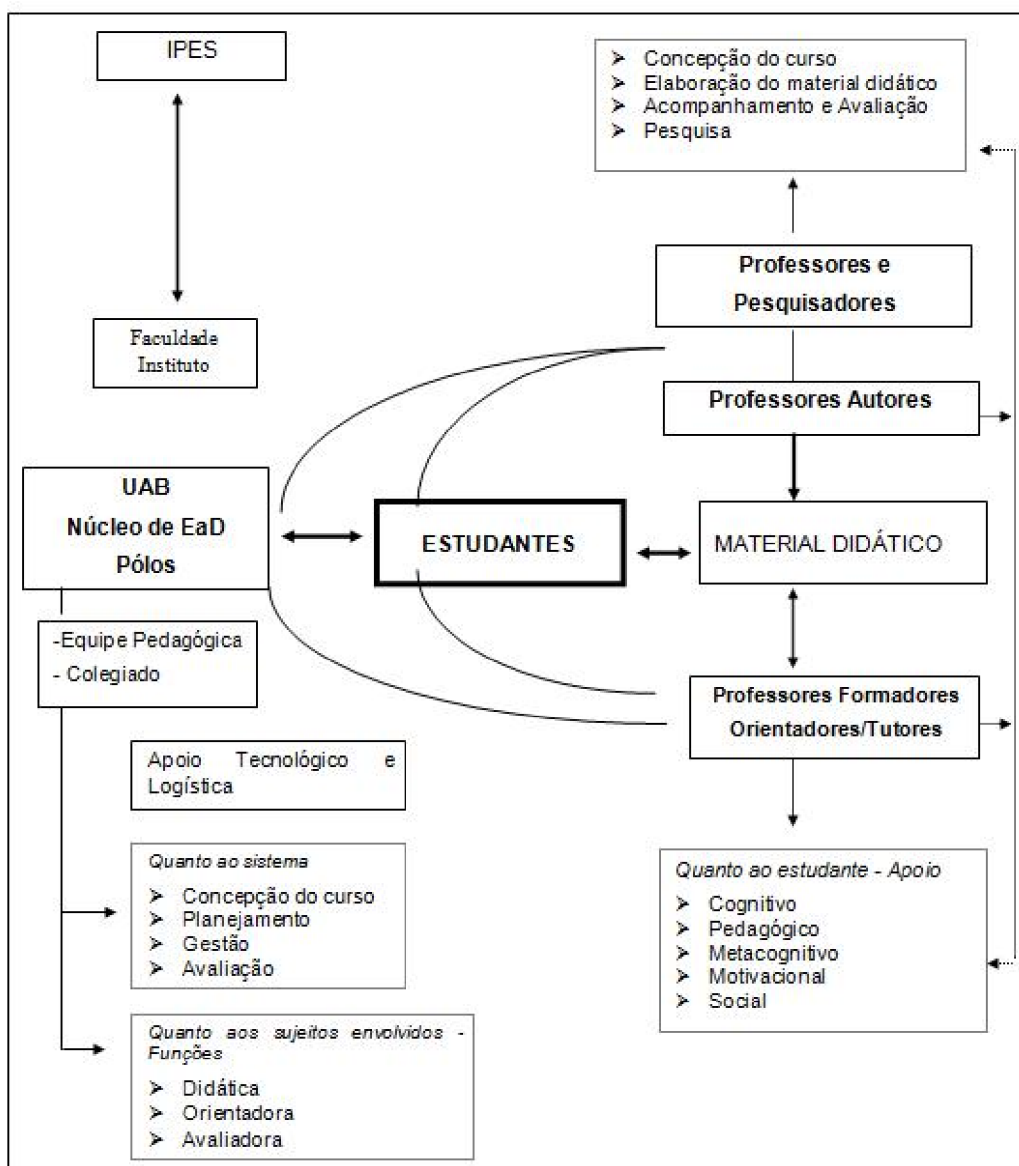 IPES
➤ Concepção do curso
➤ Elaboração do material didático
➤ Acompanhamento e Avaliação
➤ Pesquisa
Professores e
Pesquisadores
Faculdade
Instituto
Professores Autores
UAB
Núcleo de EaD
Pólos
ESTUDANTES
MATERIAL DIDÁTICO
-Equipe Pedagógica
- Colegiado
Professores Formadores
Orientadores/Tutores
Apoio Tecnológico e
Logística
Quanto ao sistema
➤ Concepção do curso
➤ Planejamento
➤ Gestão
➤ Avaliação
Quanto ao estudante - Apoio
➤ Cognitivo
➤ Pedagógico
➤ Metacognitivo
➤ Motivacional
➤ Social
Quanto aos sujeitos envolvidos -
Funções
➤ Didática
➤ Orientadora
➤ Avaliadora